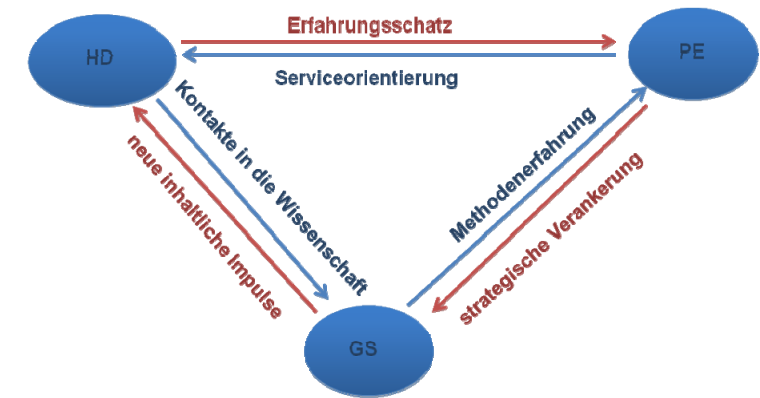 Erfahrungsschatz
HD
PE
Serviceorientierung
Kontakte in die Wissenschaft
neue inhaltliche Impulse
Methodenerfahrung
strategische Verankerung
GS